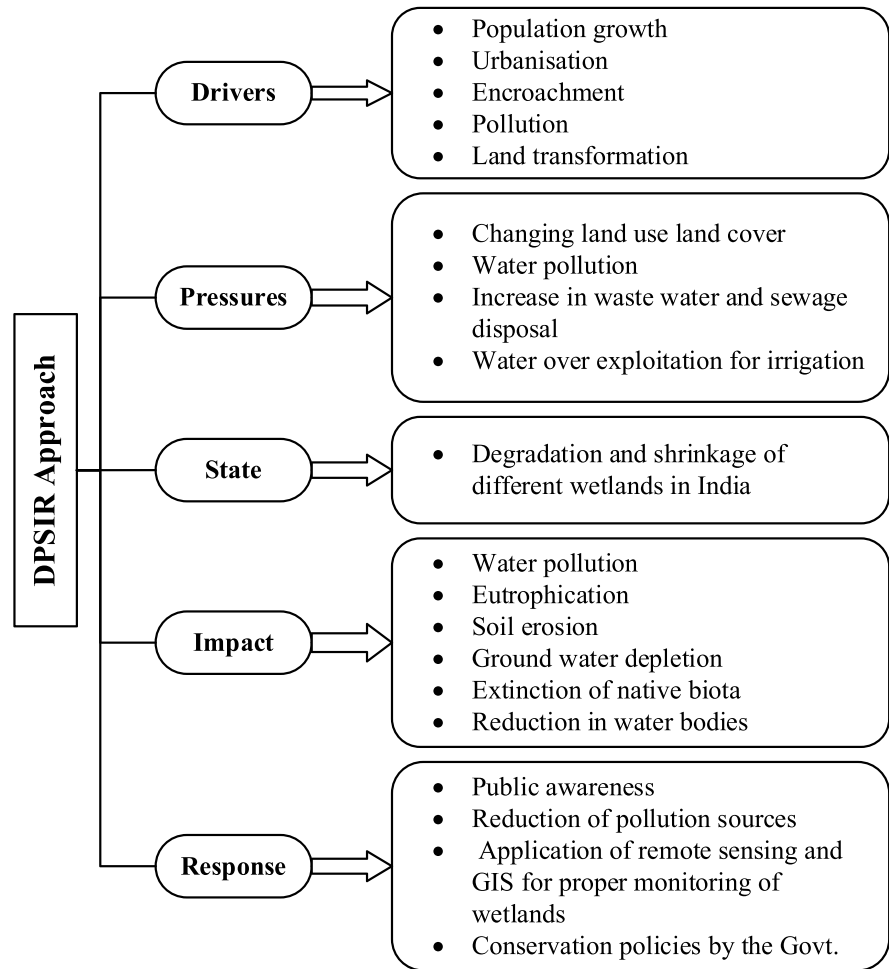 DPSIR Approach
Drivers
• Population growth
• Urbanisation
• Encroachment
• Pollution
• Land transformation
Pressures
• Changing land use land cover
• Water pollution
• Increase in waste water and sewage
disposal
• Water over exploitation for irrigation
State
• Degradation and shrinkage of
different wetlands in India
Impact
• Water pollution
• Eutrophication
• Soil erosion
• Ground water depletion
• Extinction of native biota
• Reduction in water bodies
Response
• Public awareness
• Reduction of pollution sources
• Application of remote sensing and
GIS for proper monitoring of
wetlands
• Conservation policies by the Govt.